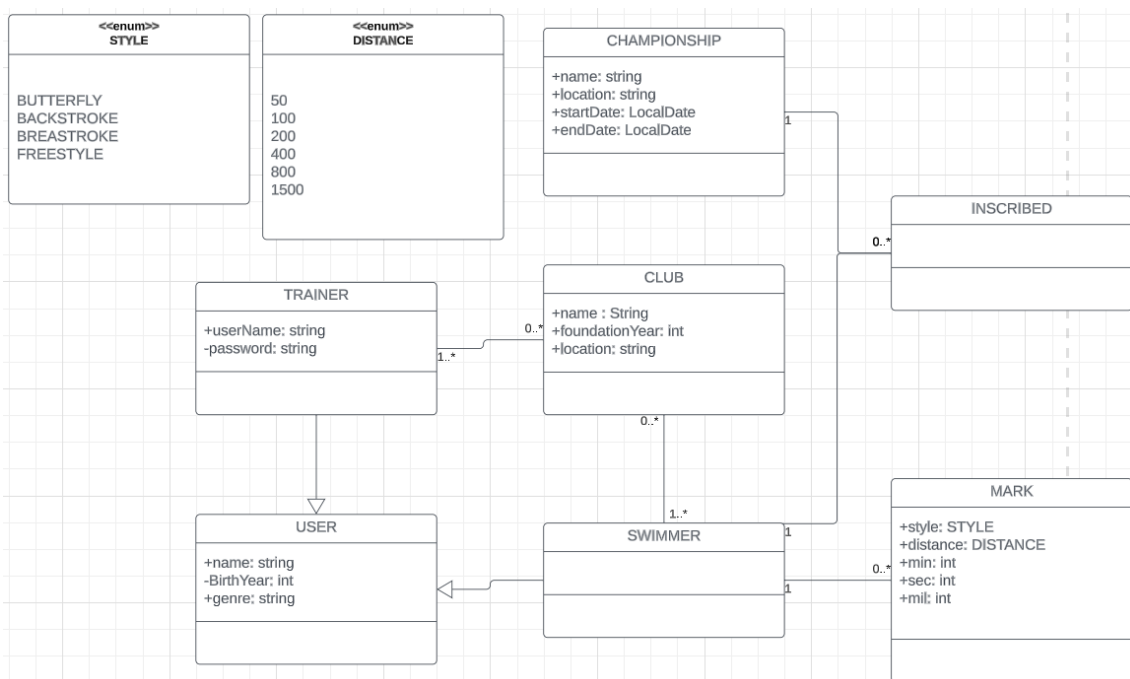 <<enum>>
STYLE
BUTTERFLY
BACKSTROKE
BREASTROKE
FREESTYLE
<<enum>>
DISTANCE
50
100
200
400
800
1500
CHAMPIONSHIP
+name: string
+location: string
+startDate: LocalDate
+endDate: LocalDate
1
INSCRIBED
0..*
TRAINER
+userName: string
-password: string
1..*
0..*
CLUB
+name : String
+foundationYear: int
+location: string
0..*
1..*
USER
+name: string
-BirthYear: int
+genre: string
SWIMMER
1
1
0..*
MARK
+style: STYLE
+distance: DISTANCE
+min: int
+sec: int
+mil: int